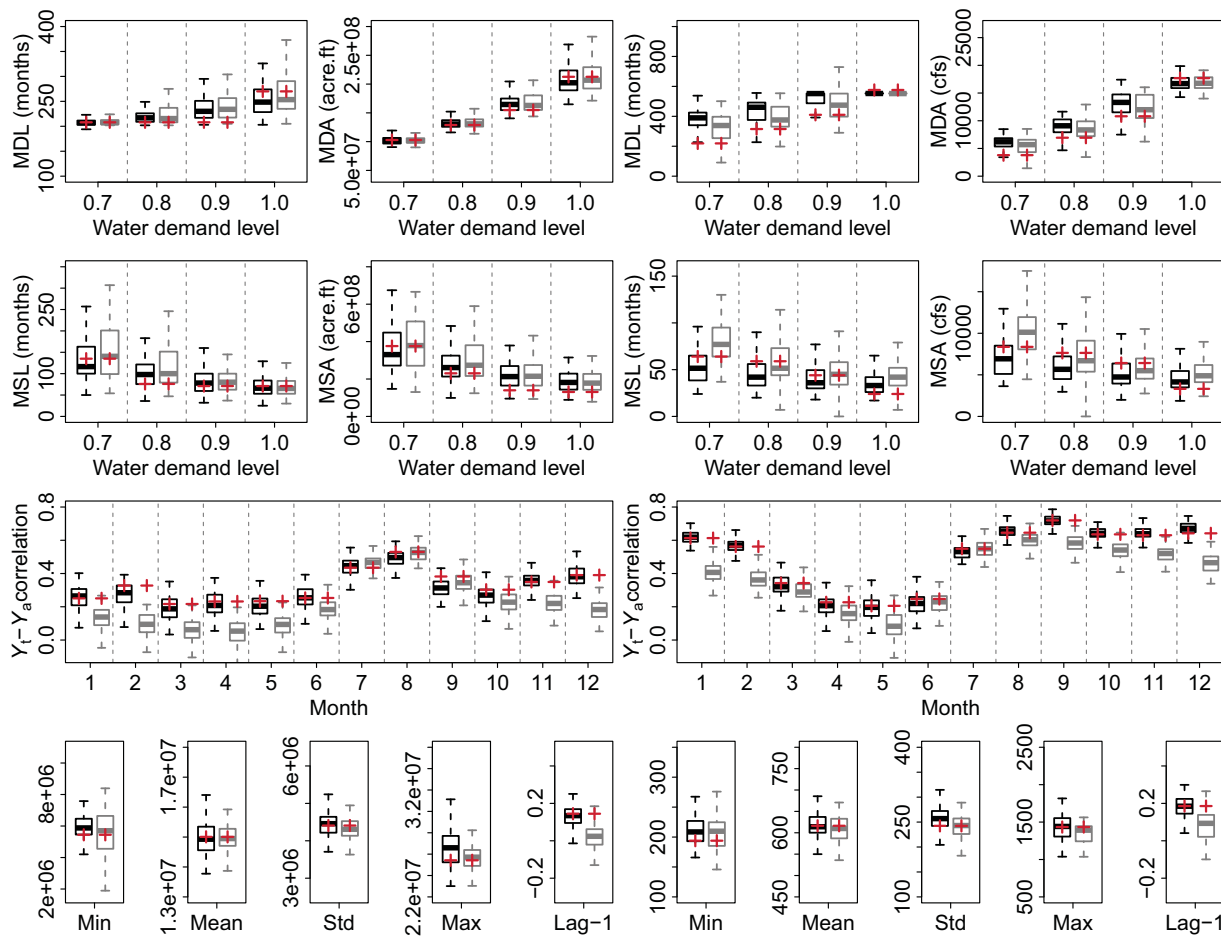 MDL (months)
100 250 400
0.7 0.8 0.9 1.0
Water demand level
MDA (acre.ft)
5.0e+07 2.5e+08
0.7 0.8 0.9 1.0
Water demand level
MDL (months)
0 400 800
0.7 0.8 0.9 1.0
Water demand level
MDA (cfs)
0 10000 25000
0.7 0.8 0.9 1.0
Water demand level
MSL (months)
0 100 250
0.7 0.8 0.9 1.0
Water demand level
MSA (acre.ft)
0e+00 6e+08
0.7 0.8 0.9 1.0
Water demand level
MSL (months)
0 50 150
0.7 0.8 0.9 1.0
Water demand level
MSA (cfs)
0 10000
0.7 0.8 0.9 1.0
Water demand level
Yt−Ya correlation
0.0 0.4 0.8
1 2 3 4 5 6 7 8 9 10 11 12
Month
Yt−Ya correlation
0.0 0.4 0.8
1 2 3 4 5 6 7 8 9 10 11 12
Month
2e+06 8e+06
Min
1.3e+07 1.7e+07
Mean
3e+06 6e+06
Std
2.2e+07 3.2e+07
Max
−0.2 0.2
Lag−1
100 200 300
Min
450 600 750
Mean
100 250 400
Std
500 1500 2500
Max
−0.2 0.2
Lag−1